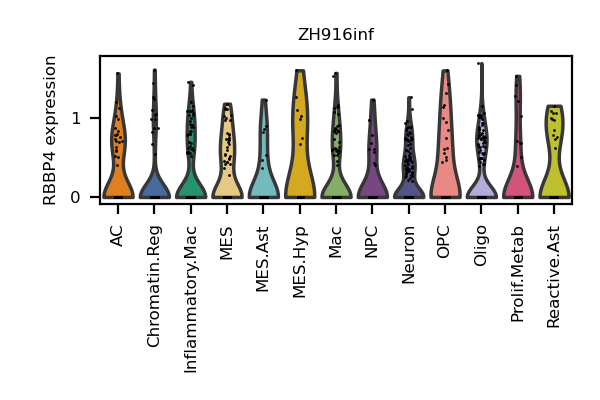 ZH916inf
RBBP4 expression
1
0
AC
Chromatin.Reg
Inflammatory.Mac
MES
MES.Ast
MES.Hyp
Mac
NPC
Neuron
OPC
Oligo
Prolif.Metab
Reactive.Ast